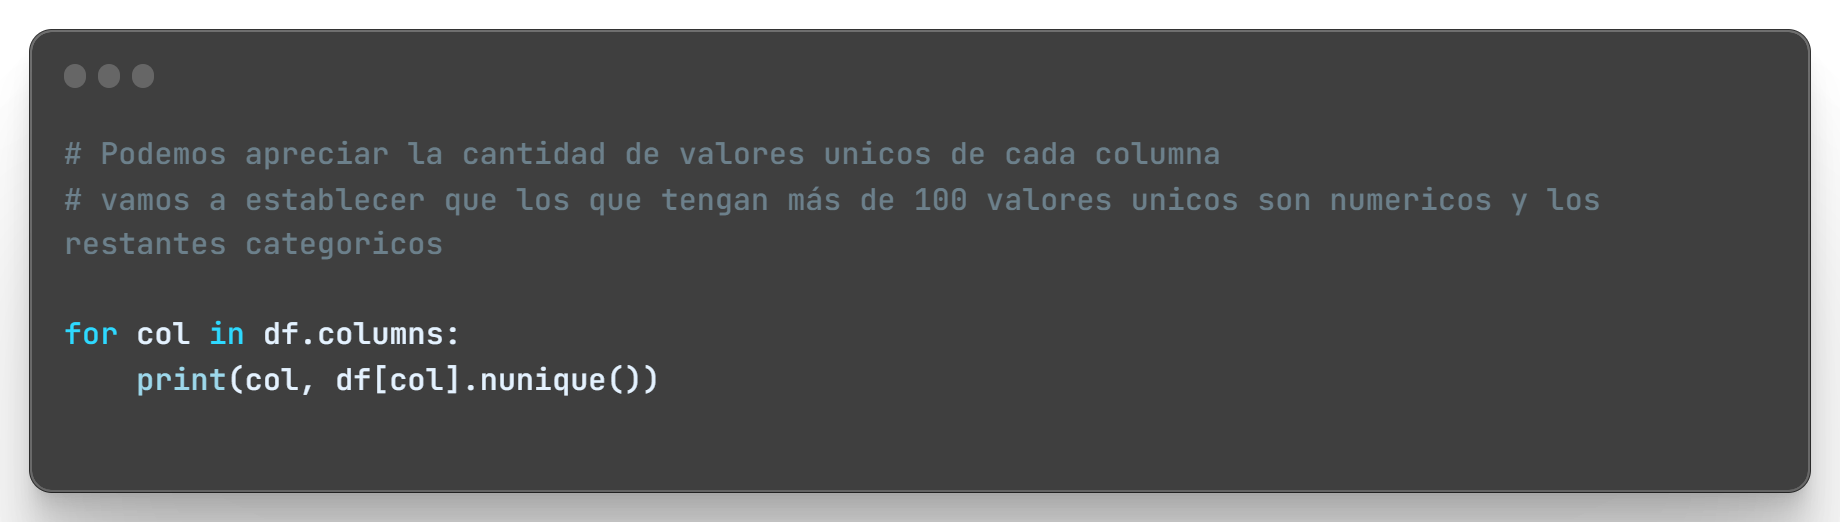 # Podemos apreciar la cantidad de valores unicos de cada columna
# vamos a establecer que los que tengan más de 100 valores unicos son numericos y los
restantes categoricos
for col in df.columns:
    print(col, df[col].nunique())